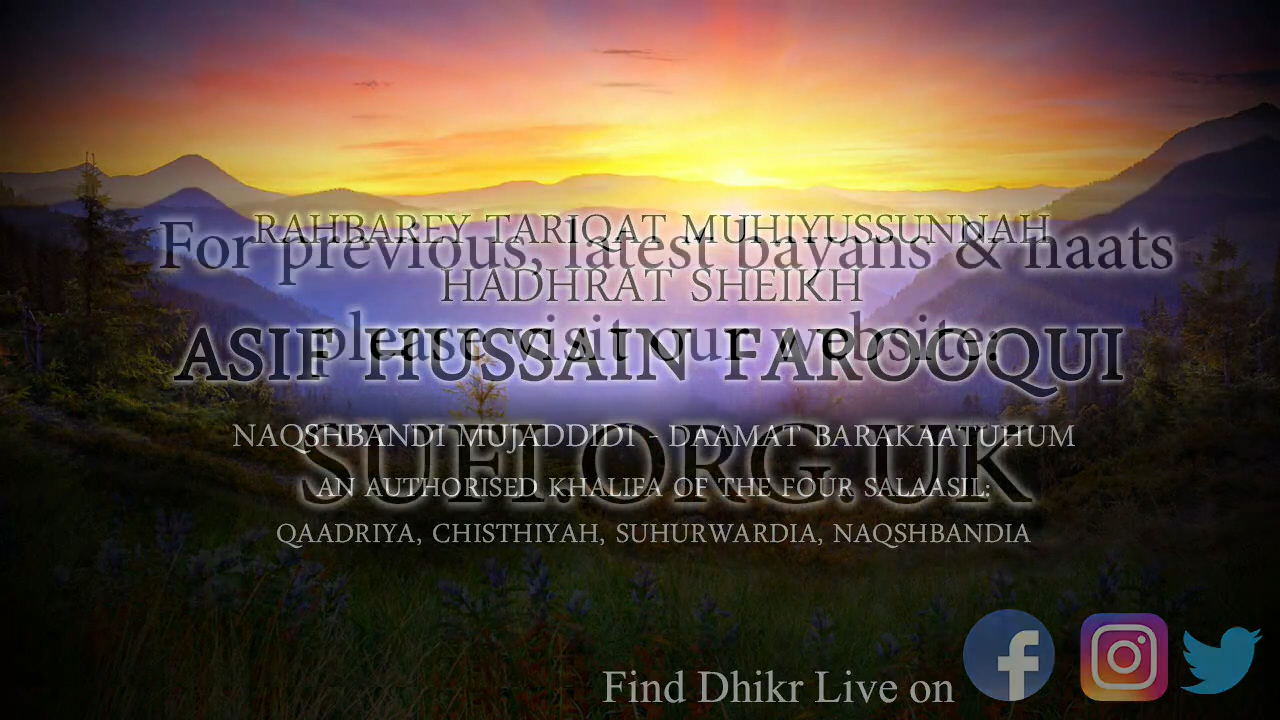 RAHBAREY TARIQAT MUHIYUSSUNNAH
For previous, latest bayans & naats
HADHRAT SHEIKH
please visit our website:
ASIF HUSSAIN FAROOQUI
NAQSHBANDI MUJADDIDI - DAAMAT BARAKAATUHUM
SUFI.ORG.UK
AN AUTHORISED KHALIFA OF THE FOUR SALAASIL:
QAADRIYA, CHISTHIYAH, SUHURWARDIA, NAQSHBANDIA
Find Dhikr Live on